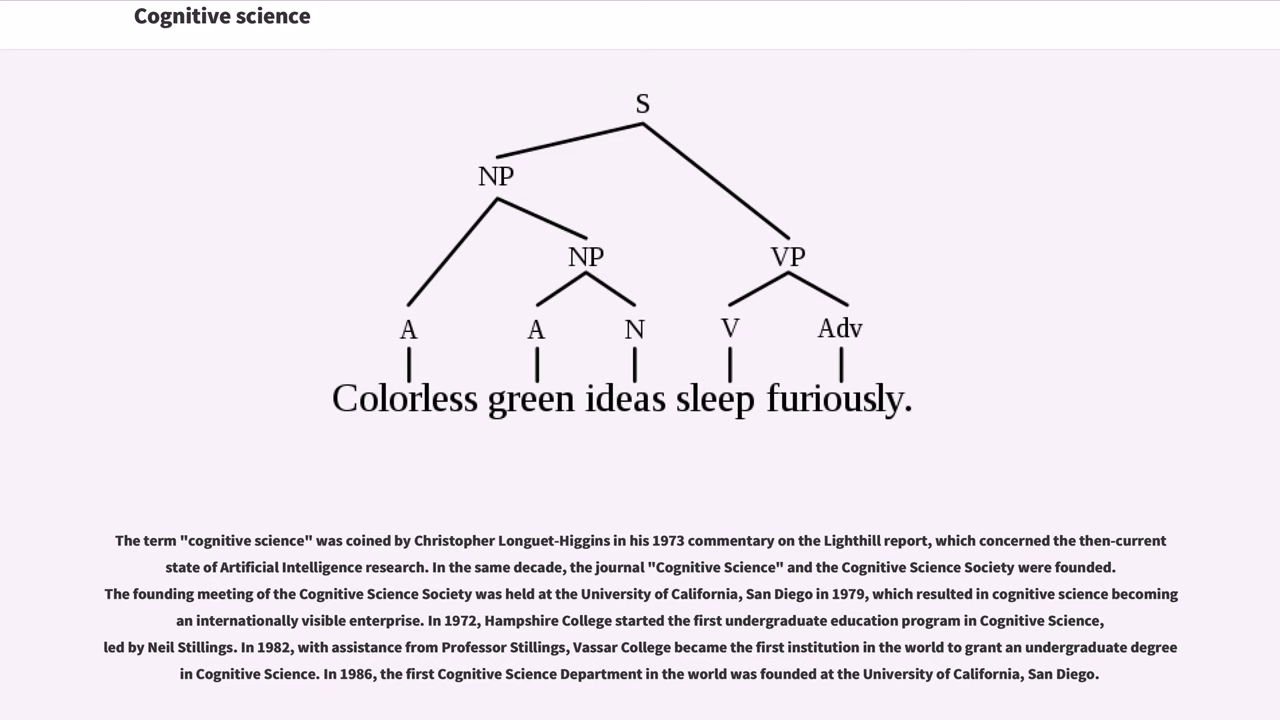 Cognitive science
S
NP
NP VP
A A N V Adv
Colorless green ideas sleep furiously.
The term "cognitive science" was coined by Christopher Longuet-Higgins in his 1973 commentary on the Lighthill report, which concerned the then-current
state of Artificial Intelligence research. In the same decade, the journal "Cognitive Science" and the Cognitive Science Society were founded.
The founding meeting of the Cognitive Science Society was held at the University of California, San Diego in 1979, which resulted in cognitive science becoming
an internationally visible enterprise. In 1972, Hampshire College started the first undergraduate education program in Cognitive Science,
led by Neil Stillings. In 1982, with assistance from Professor Stillings, Vassar College became the first institution in the world to grant an undergraduate degree
in Cognitive Science. In 1986, the first Cognitive Science Department in the world was founded at the University of California, San Diego.